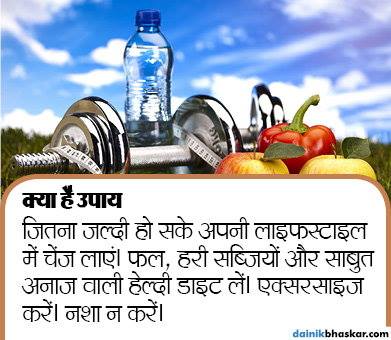 क्या हैं उपाय
जितना जल्दी हो सके अपनी लाइफस्टाइल
में चेंज लाएं। फल, हरी सब्जियों और साबुत
अनाज वाली हेल्दी डाइट लें। एक्सरसाइज
करें। नशा न करें।
dainikbhaskar.com